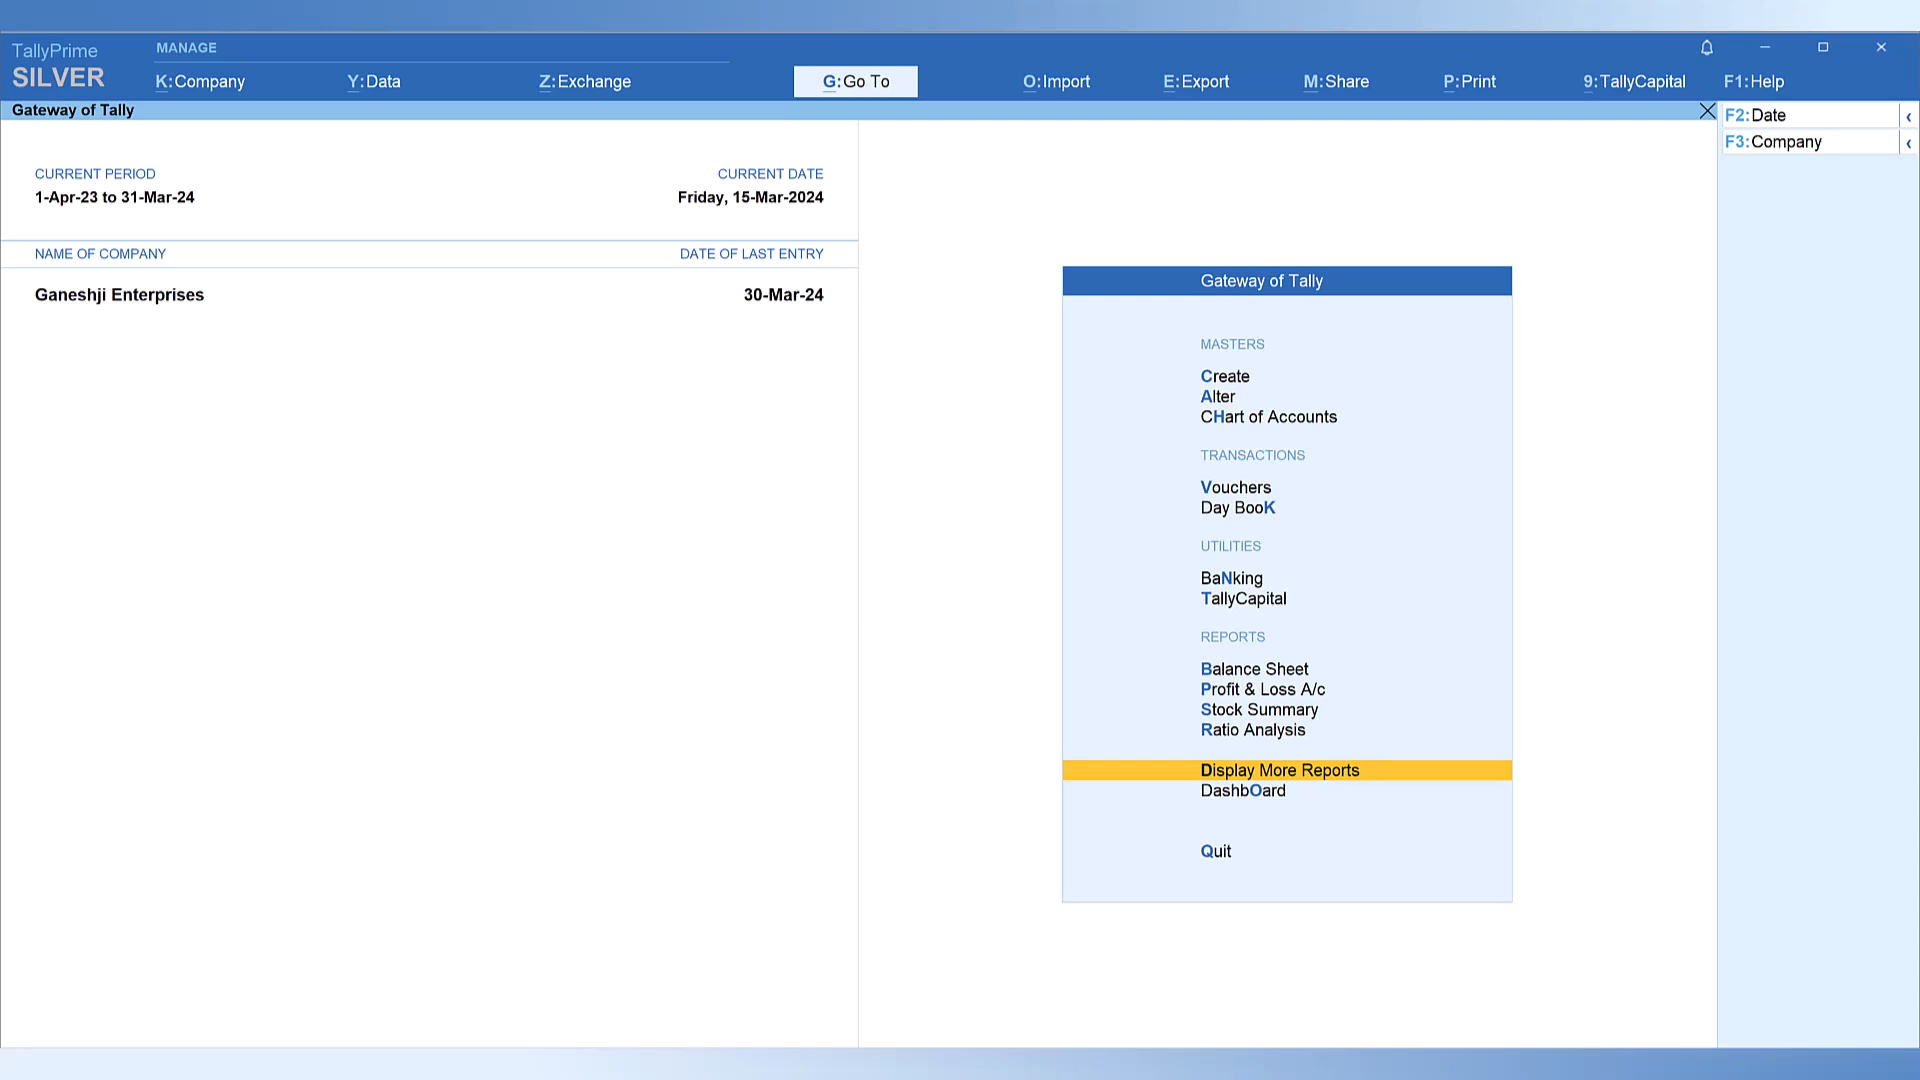 TallyPrime
SILVER
MANAGE
K:Company
Y:Data
Z:Exchange
G:Go To
O:Import
E:Export
M:Share
P:Print
9:TallyCapital
F1:Help
Gateway of Tally
F2:Date
F3:Company
CURRENT PERIOD
CURRENT DATE
1-Apr-23 to 31-Mar-24
Friday, 15-Mar-2024
NAME OF COMPANY
DATE OF LAST ENTRY
Ganeshji Enterprises
30-Mar-24
Gateway of Tally
MASTERS
Create
Alter
CHart of Accounts
TRANSACTIONS
Vouchers
Day BooK
UTILITIES
BaNking
TallyCapital
REPORTS
Balance Sheet
Profit & Loss A/c
Stock Summary
Ratio Analysis
Display More Reports
DashbOard
Quit